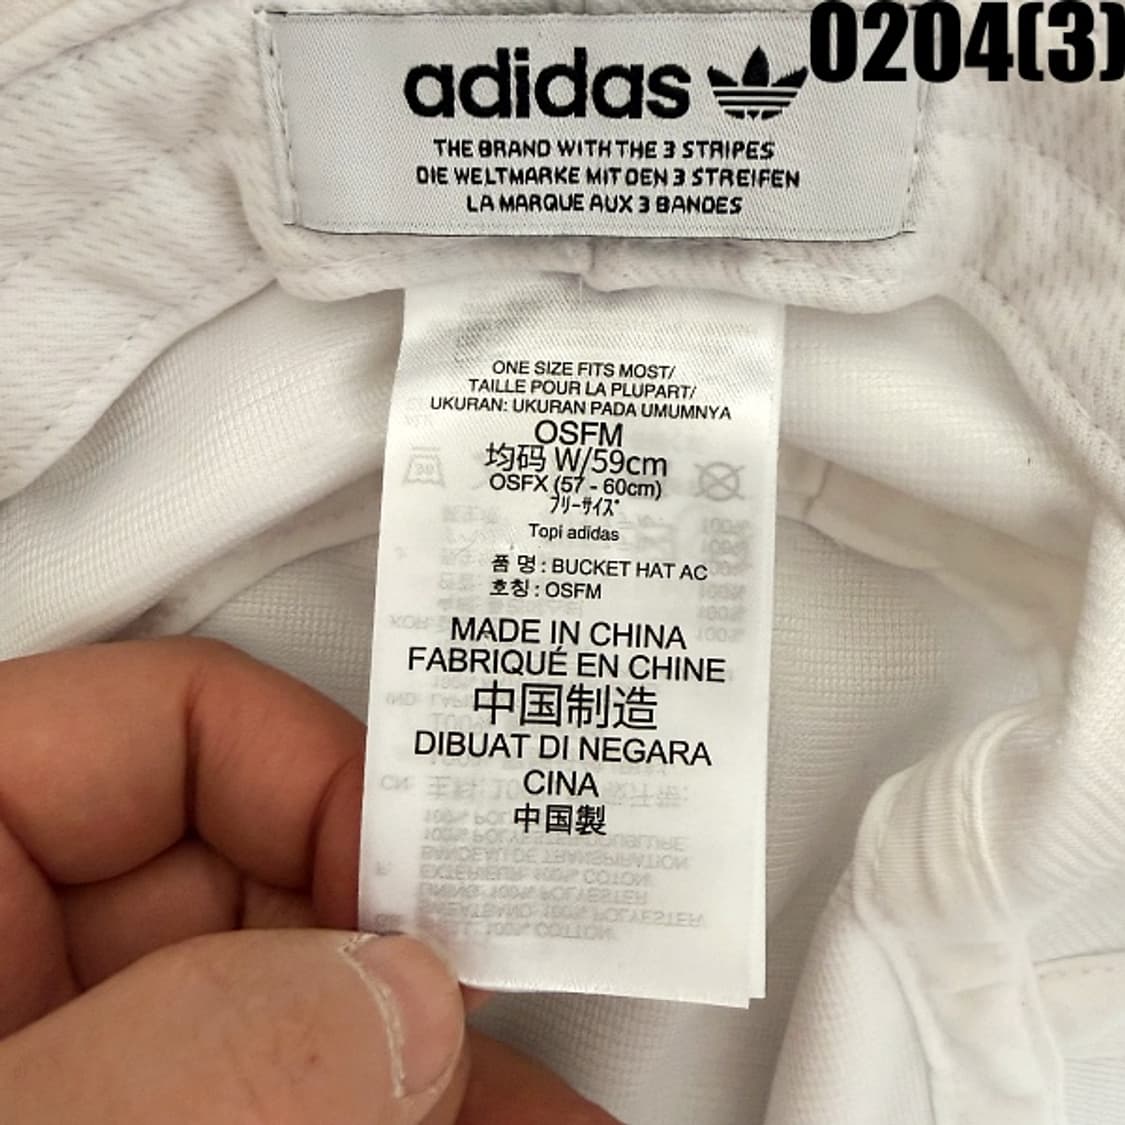 0204(3)
adidas
THE BRAND WITH THE 3 STRIPES
DIE WELTMARKE MIT DEN 3 STREIFEN
LA MARQUE AUX 3 BANDES
ONE SIZE FITS MOST/
TAILLE POUR LA PLUPART/
UKURAN: UKURAN PADA UMUMNYA
OSFM
均码 W/59cm
OSFX (57 - 60cm)
ﾌﾘｰｻｲｽﾞ
Topi adidas
품 명 : BUCKET HAT AC
호칭 : OSFM
MADE IN CHINA
FABRIQUÉ EN CHINE
中国制造
DIBUAT DI NEGARA
CINA
中国製